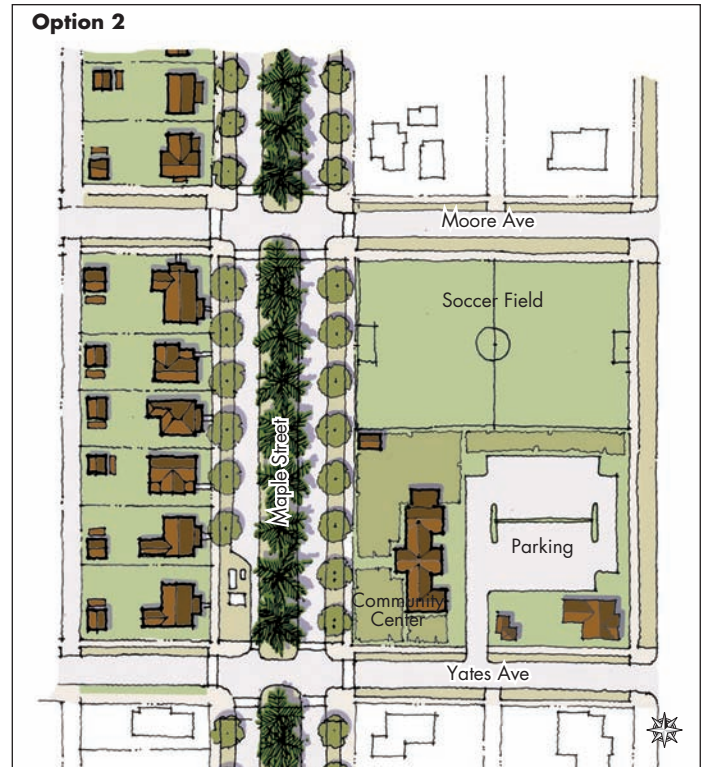 Option 2
Moore Ave
Soccer Field
Maple Street
Parking
Community
Center
Yates Ave